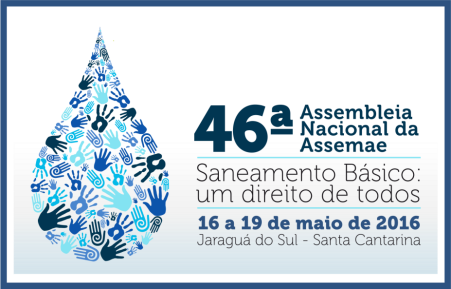 46ª Assembleia
Nacional da
Assemae
Saneamento Básico:
um direito de todos
16 a 19 de maio de 2016
Jaraguá do Sul - Santa Cantarina